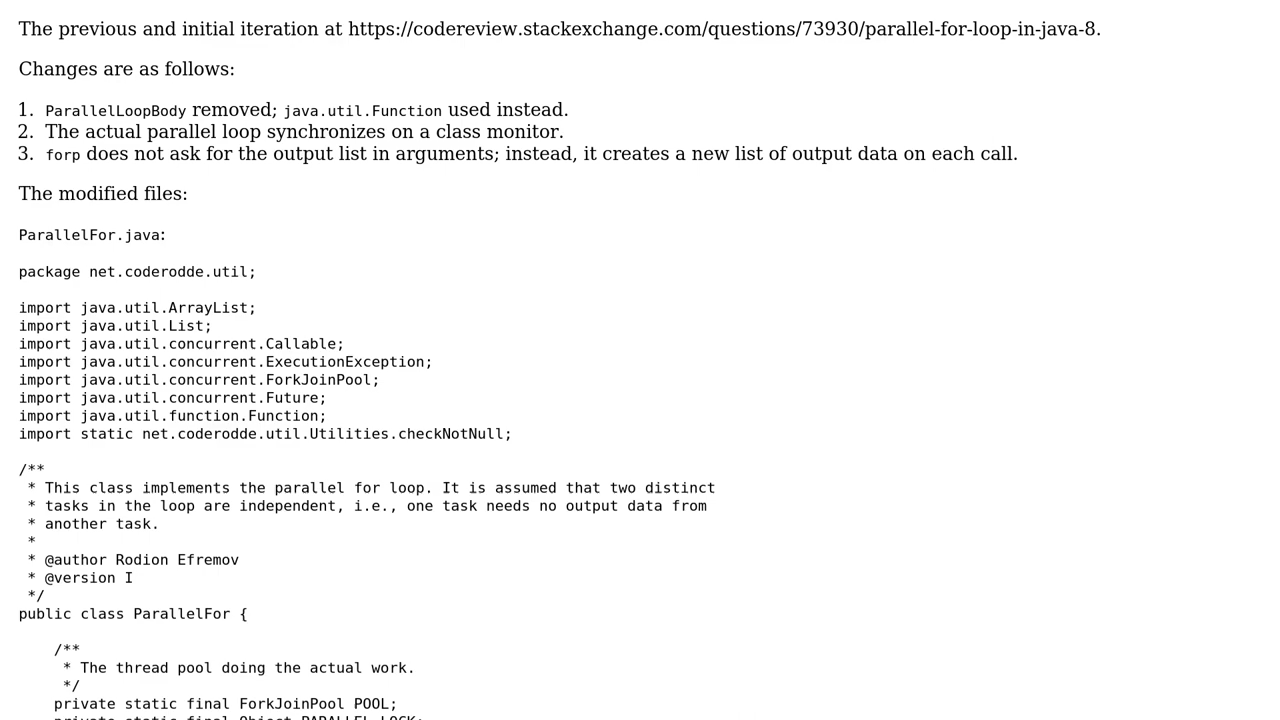 The previous and initial iteration at https://codereview.stackexchange.com/questions/73930/parallel-for-loop-in-java-8.
Changes are as follows:
1. ParallelLoopBody removed; java.util.Function used instead.
2. The actual parallel loop synchronizes on a class monitor.
3. forp does not ask for the output list in arguments; instead, it creates a new list of output data on each call.
The modified files:
ParallelFor.java:
package net.coderodde.util;
import java.util.ArrayList;
import java.util.List;
import java.util.concurrent.Callable;
import java.util.concurrent.ExecutionException;
import java.util.concurrent.ForkJoinPool;
import java.util.concurrent.Future;
import java.util.function.Function;
import static net.coderodde.util.Utilities.checkNotNull;
/**
 * This class implements the parallel for loop. It is assumed that two distinct
 * tasks in the loop are independent, i.e., one task needs no output data from
 * another task.
 *
 * @author Rodion Efremov
 * @version I
 */
public class ParallelFor {
    /**
     * The thread pool doing the actual work.
     */
    private static final ForkJoinPool POOL;
    private static final Object PARALLEL_LOCK;